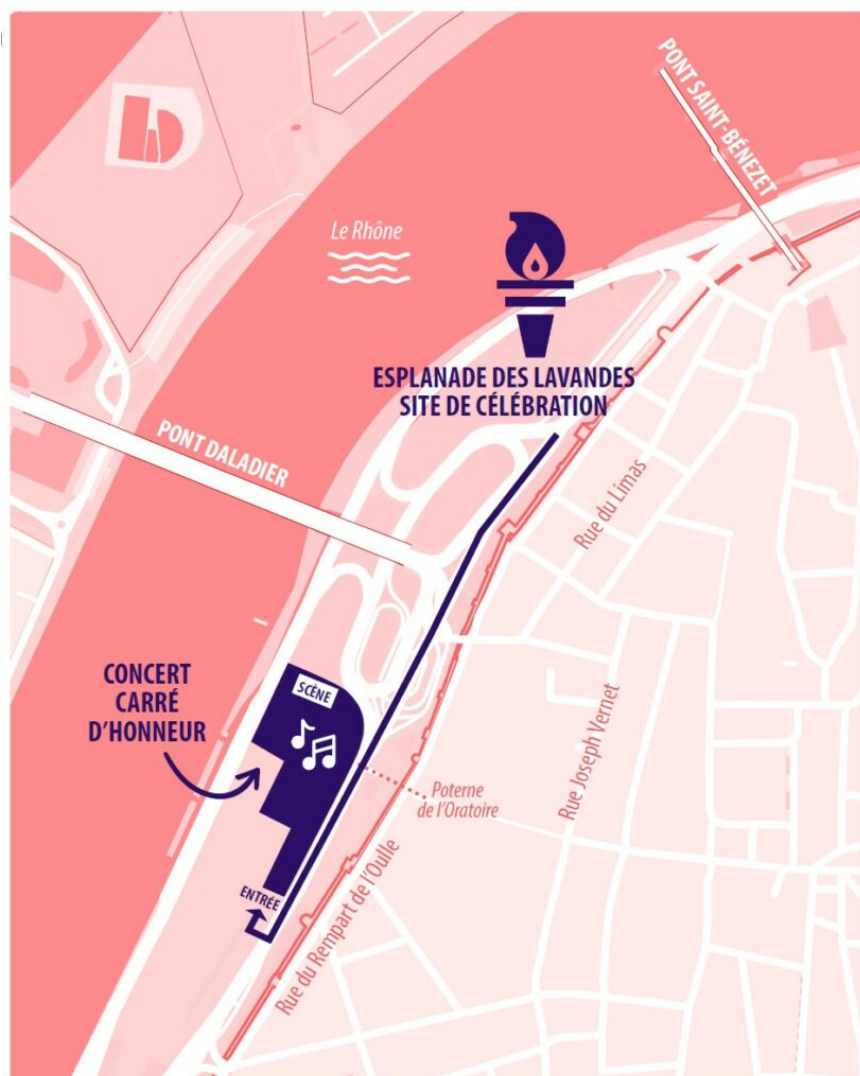 PONT SAINT-BÉNEZET
Le Rhône
ESPLANADE DES LAVANDES
SITE DE CÉLÉBRATION
PONT DALADIER
Rue du Limas
CONCERT
CARRÉ
D’HONNEUR
SCÈNE
Rue Joseph Vernet
Poterne
de l’Oratoire
ENTRÉE
Rue du Rempart de l’Oulle